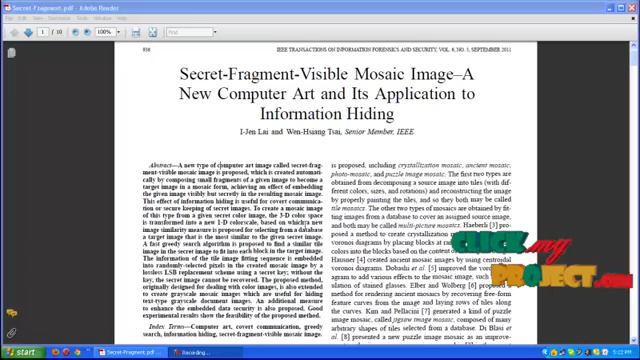 Secret-Fragment.pdf - Adobe Reader
File Edit View Document Tools Window Help
1 / 10
100%
Find
916
IEEE TRANSACTIONS ON INFORMATION FORENSICS AND SECURITY, VOL. 6, NO. 3, SEPTEMBER 2011
Secret-Fragment-Visible Mosaic Image–A
New Computer Art and Its Application to
Information Hiding
I-Jen Lai and Wen-Hsiang Tsai, Senior Member, IEEE
Abstract—A new type of computer art image called secret-frag-
ment-visible mosaic image is proposed, which is created automati-
cally by composing small fragments of a given image to become a
target image in a mosaic form, achieving an effect of embedding
the given image visibly but secretly in the resulting mosaic image.
This effect of information hiding is useful for covert communica-
tion or secure keeping of secret images. To create a mosaic image
of this type from a given secret color image, the 3-D color space
is transformed into a new 1-D colorscale, based on which a new
image similarity measure is proposed for selecting from a database
a target image that is the most similar to the given secret image.
A fast greedy search algorithm is proposed to find a similar tile
image in the secret image to fit into each block in the target image.
The information of the tile image fitting sequence is embedded
into randomly-selected pixels in the created mosaic image by a
lossless LSB replacement scheme using a secret key; without the
key, the secret image cannot be recovered. The proposed method,
originally designed for dealing with color images, is also extended
to create grayscale mosaic images which are useful for hiding
text-type grayscale document images. An additional measure
to enhance the embedded data security is also proposed. Good
experimental results show the feasibility of the proposed method.
Index Terms—Computer art, covert communication, greedy
search, information hiding, secret-fragment-visible mosaic image.
is proposed, including crystallization mosaic, ancient mosaic,
photo-mosaic, and puzzle image mosaic. The first two types are
obtained from decomposing a source image into tiles (with dif-
ferent colors, sizes, and rotations) and reconstructing the image
by properly painting the tiles, and so they both may be called
tile mosaics. The other two types of mosaics are obtained by fit-
ting images from a database to cover an assigned source image,
and both may be called multi-picture mosaics. Haeberli [3] pro-
posed a method to create crystallization
voronoi diagrams by placing blocks at random
colors into the blocks based on the content
Hausner [4] created ancient mosaic images by using centroidal
voronoi diagrams. Dobashi et al. [5] improved the voronoi
agram to add various effects to the mosaic image, such
ulation of stained glasses. Elber and Wolberg [6]
method for rendering ancient mosaics by recovering free-form
feature curves from the image and laying rows of tiles along
the curves. Kim and Pellacini [7] generated a kind of puzzle
image mosaic, called jigsaw image mosaic, composed of many
arbitrary shapes of tiles selected from a database. Di Blasi et
al. [8] presented a new puzzle image mosaic as an improve-
CLICK my
PROJECT.com
Secret-Fragment.pdf -...
Recording...
5:22 PM